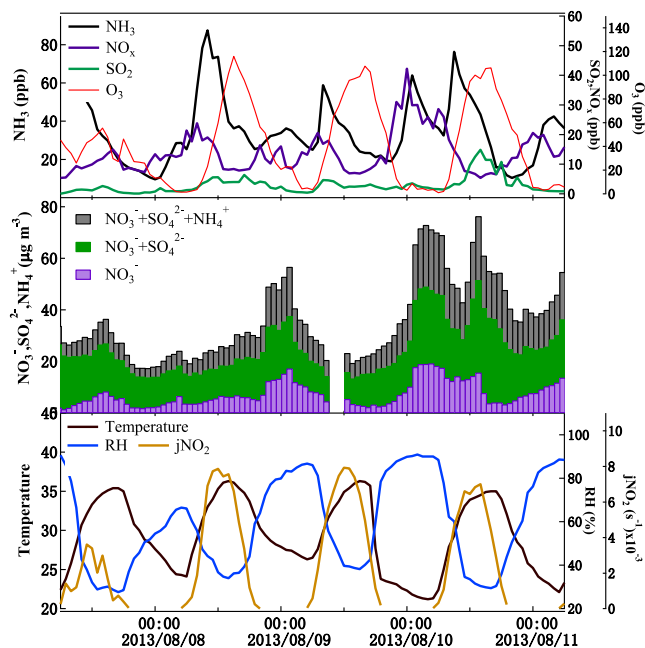 NH₃
NOₓ
SO₂
O₃
NH₃ (ppb)
80
60
40
20
60
50
40
30
20
10
0
SO₂,NOₓ (ppb)
140
120
100
80
60
40
20
0
O₃ (ppb)
NO₃⁻+SO₄²⁻+NH₄⁺
NO₃⁻+SO₄²⁻
NO₃⁻
NO₃⁻,SO₄²⁻,NH₄⁺(µg m⁻³)
80
60
40
20
Temperature
RH
jNO₂
Temperature
40
35
30
25
20
100
80
60
40
20
RH (%)
8
6
4
2
0
jNO₂ (s⁻¹)x10⁻³
00:00 00:00 00:00 00:00
2013/08/08 2013/08/09 2013/08/10 2013/08/11